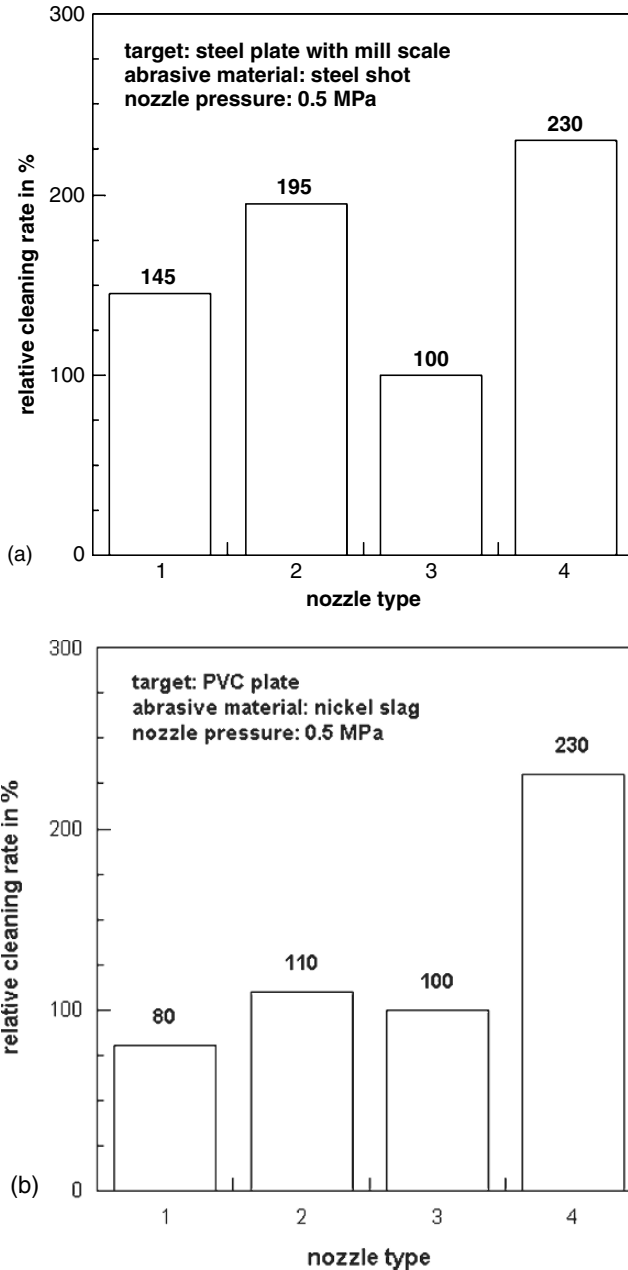 300
target: steel plate with mill scale
abrasive material: steel shot
nozzle pressure: 0.5 MPa
230
200
195
145
100
100
relative cleaning rate in %
0
(a)
1 2 3 4
nozzle type
300
target: PVC plate
abrasive material: nickel slag
nozzle pressure: 0.5 MPa
230
200
110
100
100
80
relative cleaning rate in %
0
(b)
1 2 3 4
nozzle type